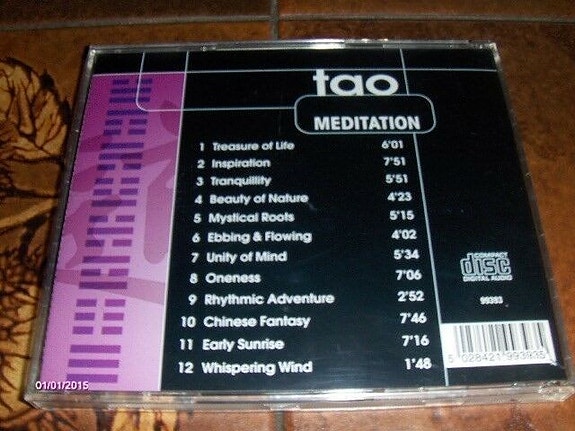 tao
MEDITATION
1 Treasure of Life 6'01
2 Inspiration 7'51
3 Tranquillity 5'51
4 Beauty of Nature 4'23
5 Mystical Roots 5'15
6 Ebbing & Flowing 4'02
7 Unity of Mind 5'34
8 Oneness 7'06
9 Rhythmic Adventure 2'52
10 Chinese Fantasy 7'46
11 Early Sunrise 7'16
12 Whispering Wind 1'48
COMPACT
disc
DIGITAL AUDIO
99393
5 028421 993935
01/01/2015